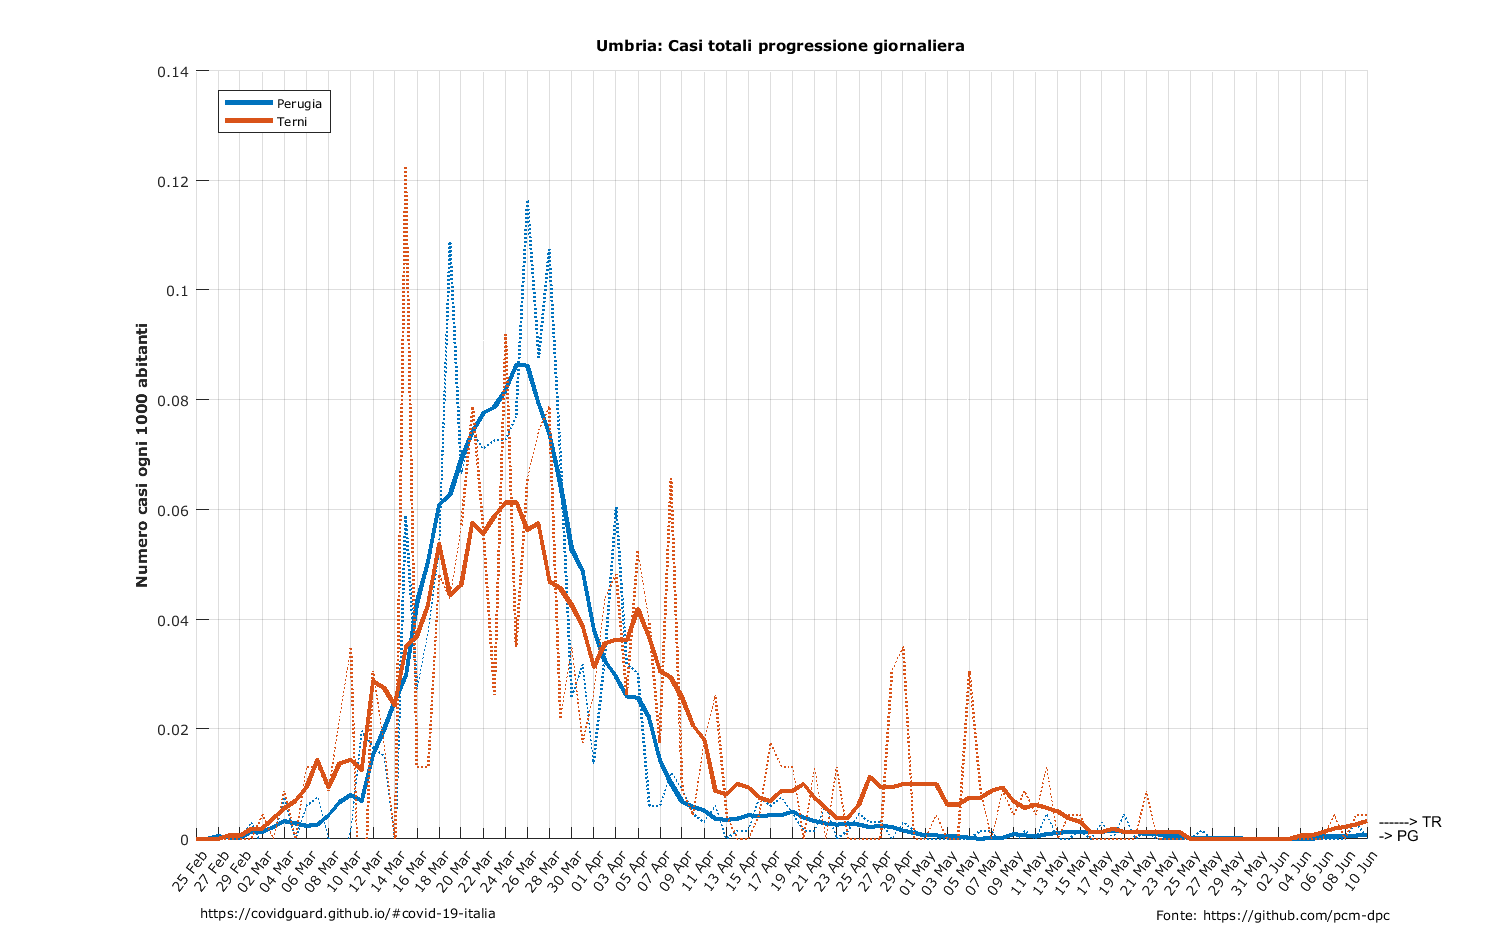 Umbria: Casi totali progressione giornaliera
0.14
0.12
0.1
0.08
0.06
0.04
0.02
0
Numero casi ogni 1000 abitanti
Perugia
Terni
------> TR
-> PG
25 Feb
27 Feb
29 Feb
02 Mar
04 Mar
06 Mar
08 Mar
10 Mar
12 Mar
14 Mar
16 Mar
18 Mar
20 Mar
22 Mar
24 Mar
26 Mar
28 Mar
30 Mar
01 Apr
03 Apr
05 Apr
07 Apr
09 Apr
11 Apr
13 Apr
15 Apr
17 Apr
19 Apr
21 Apr
23 Apr
25 Apr
27 Apr
29 Apr
01 May
03 May
05 May
07 May
09 May
11 May
13 May
15 May
17 May
19 May
21 May
23 May
25 May
27 May
29 May
31 May
02 Jun
04 Jun
06 Jun
08 Jun
10 Jun
https://covidguard.github.io/#covid-19-italia
Fonte: https://github.com/pcm-dpc